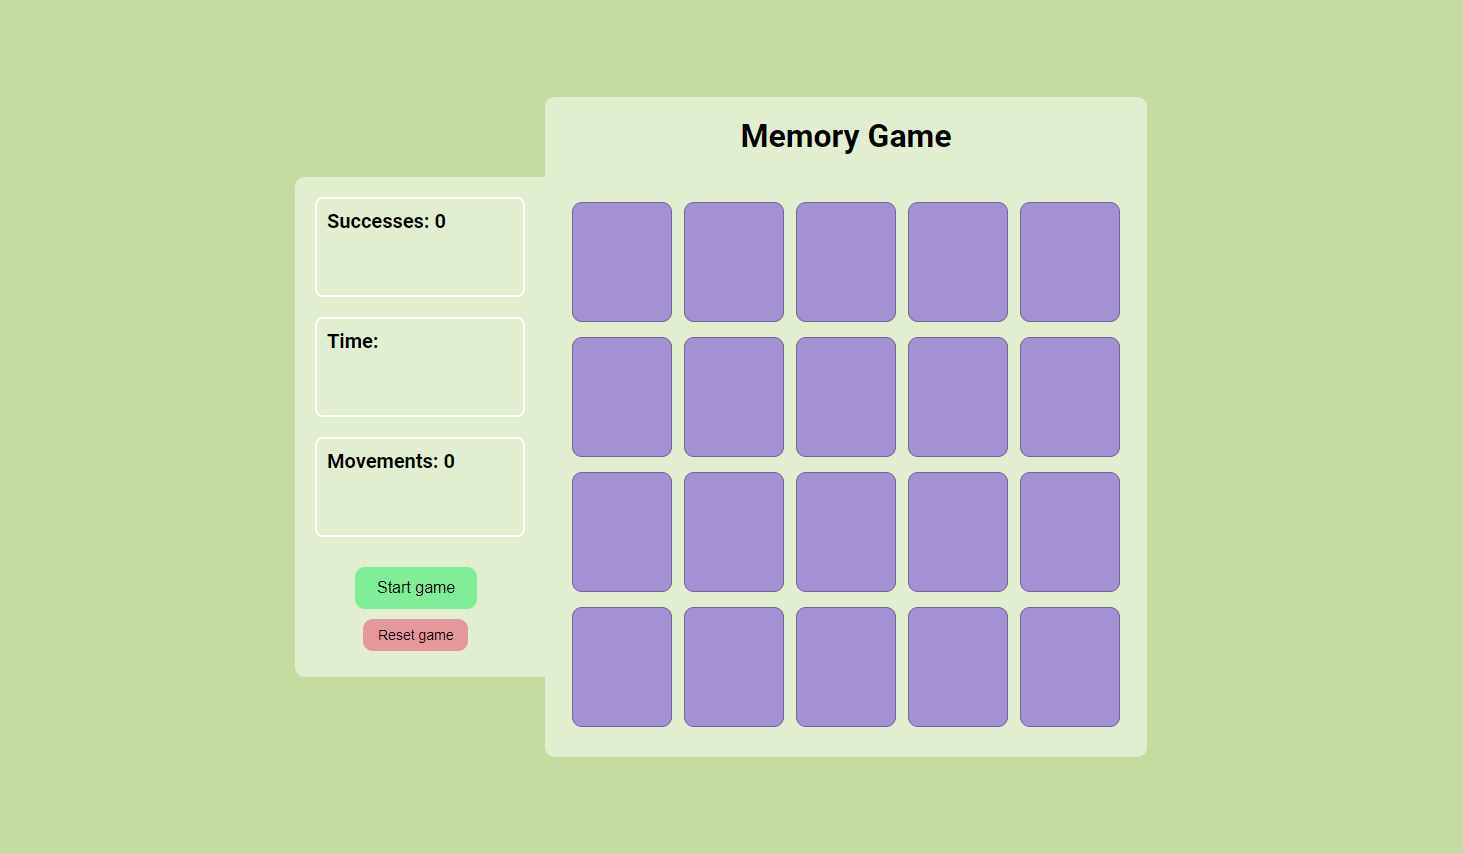 Memory Game
Successes: 0
Time:
Movements: 0
Start game
Reset game